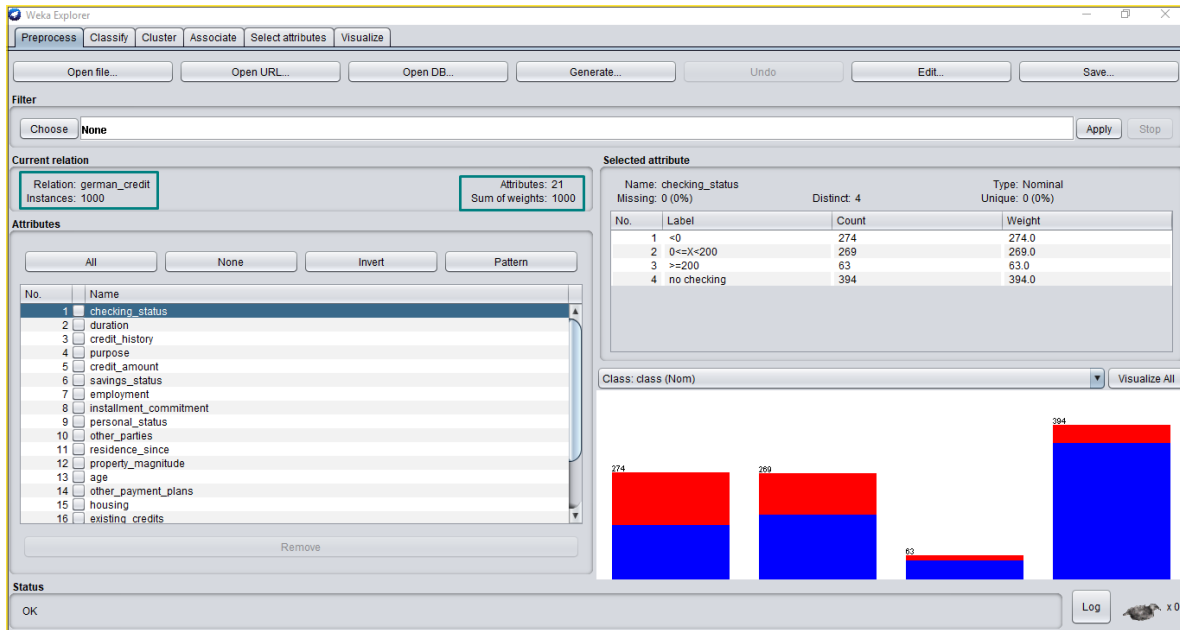 Weka Explorer
Preprocess Classify Cluster Associate Select attributes Visualize
Open file... Open URL... Open DB... Generate... Undo Edit... Save...
Filter
Choose None Apply Stop
Current relation
Relation: german_credit Attributes: 21
Instances: 1000 Sum of weights: 1000
Attributes
All None Invert Pattern
No. Name
1 checking_status
2 duration
3 credit_history
4 purpose
5 credit_amount
6 savings_status
7 employment
8 installment_commitment
9 personal_status
10 other_parties
11 residence_since
12 property_magnitude
13 age
14 other_payment_plans
15 housing
16 existing_credits
Remove
Selected attribute
Name: checking_status Type: Nominal
Missing: 0 (0%) Distinct: 4 Unique: 0 (0%)
No. Label Count Weight
1 <0 274 274.0
2 0<=X<200 269 269.0
3 >=200 63 63.0
4 no checking 394 394.0
Class: class (Nom) Visualize All
274 269 63 394
Status
OK Log x 0